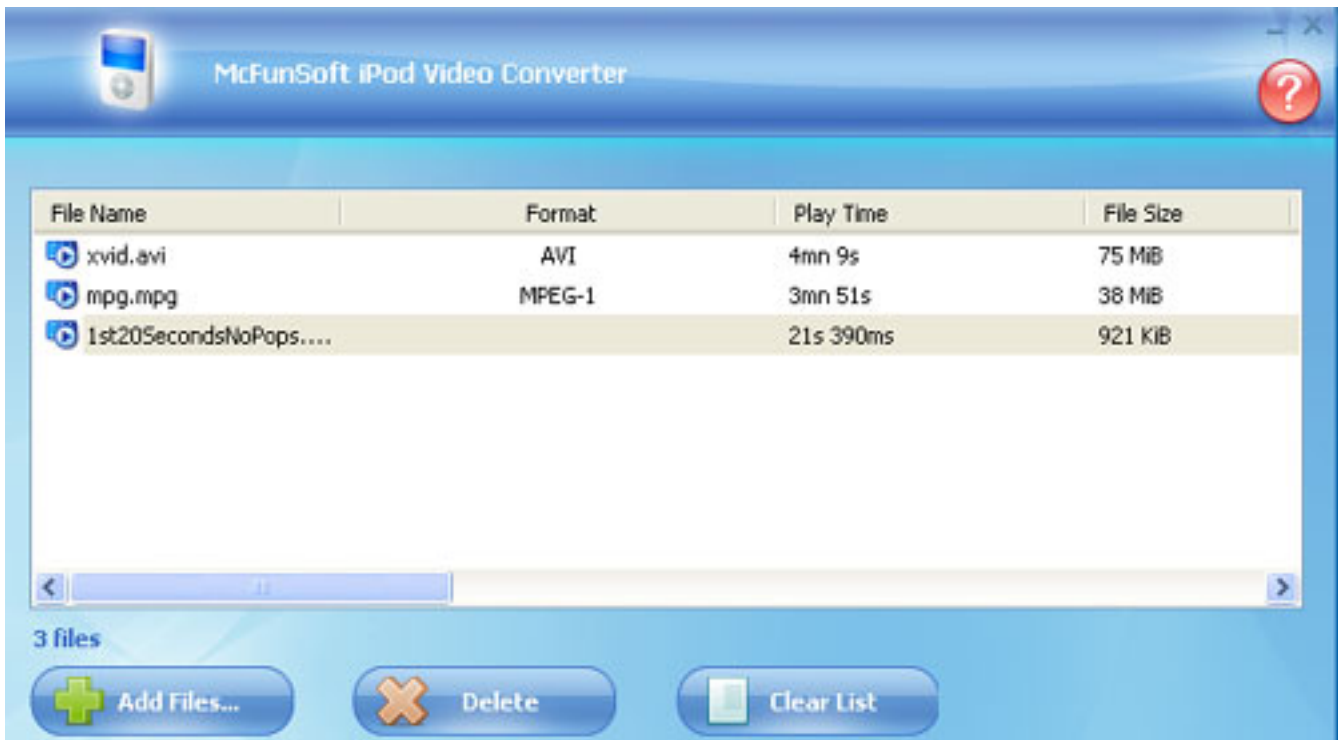 McFunSoft iPod Video Converter
?
File Name Format Play Time File Size
xvid.avi AVI 4mn 9s 75 MiB
mpg.mpg MPEG-1 3mn 51s 38 MiB
1st20SecondsNoPops.... 21s 390ms 921 KiB
3 files
Add Files... Delete Clear List